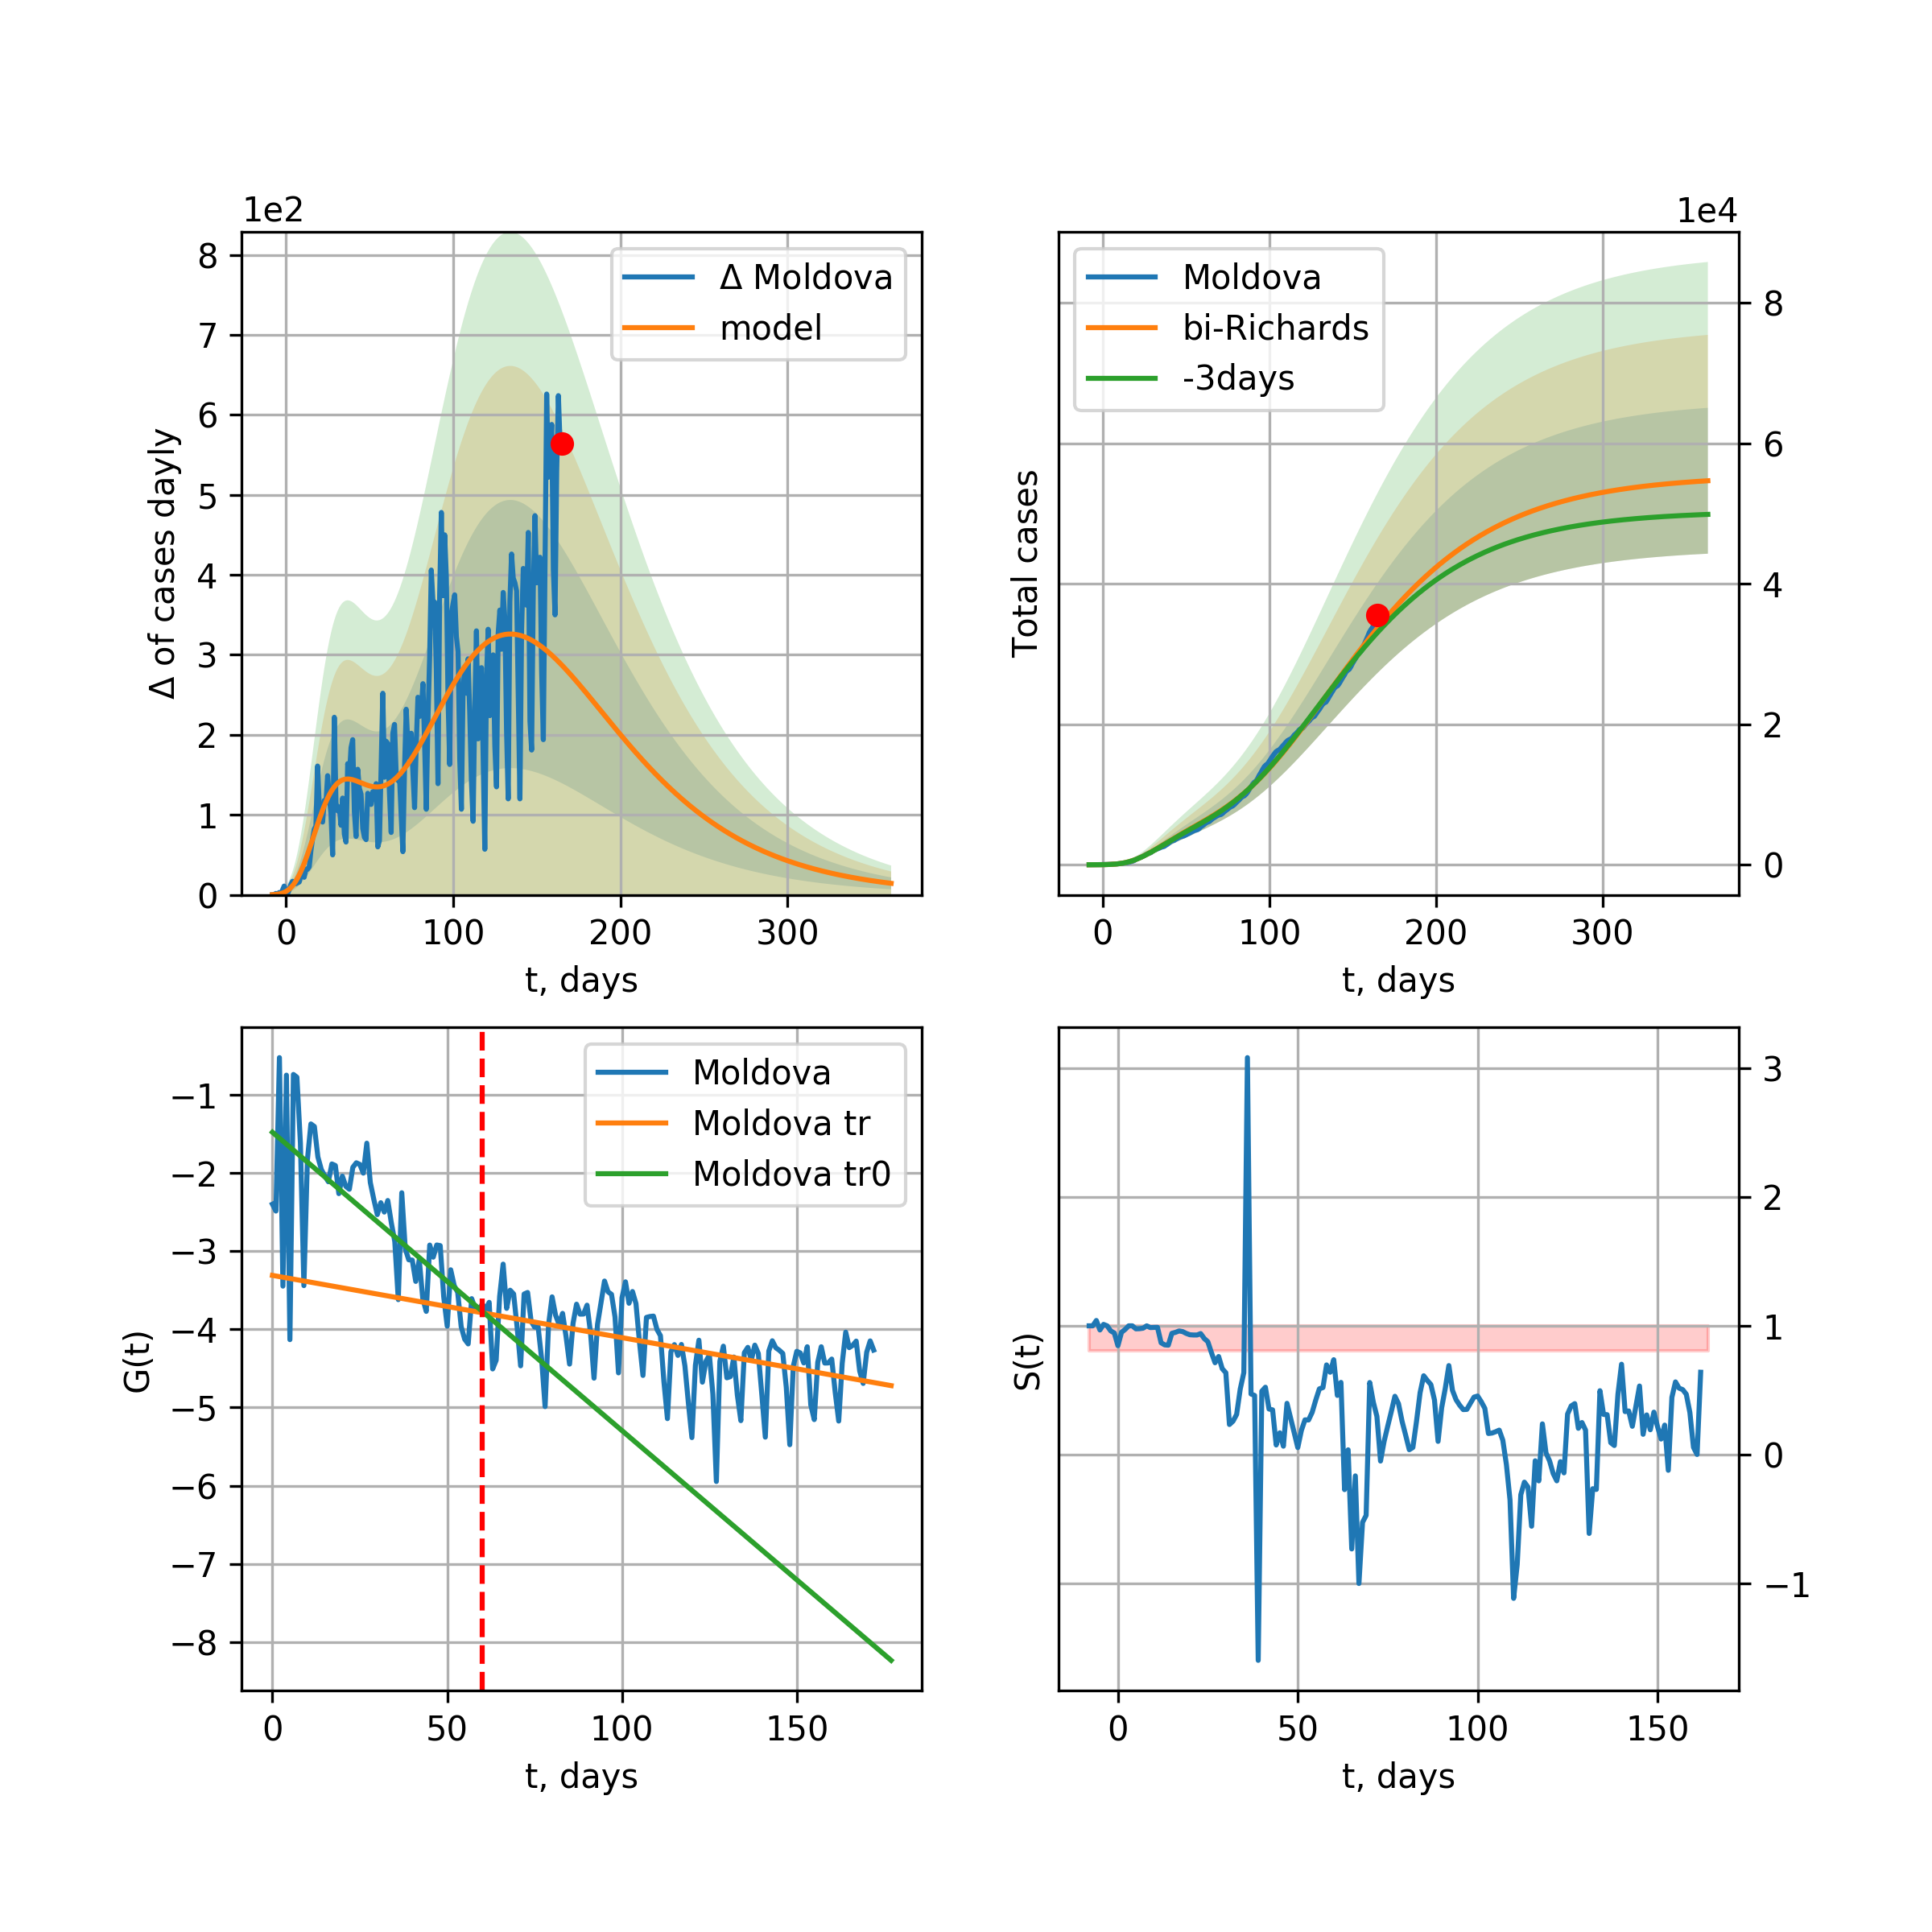 1e2
8
7
6
5
4
3
2
1
0
Δ of cases dayly
Δ Moldova
model
0 100 200 300
t, days
1e4
Moldova
bi-Richards
-3days
Total cases
8
6
4
2
0
0 100 200 300
t, days
−1
−2
−3
−4
−5
−6
−7
−8
G(t)
Moldova
Moldova tr
Moldova tr0
0 50 100 150
t, days
S(t)
3
2
1
0
−1
0 50 100 150
t, days